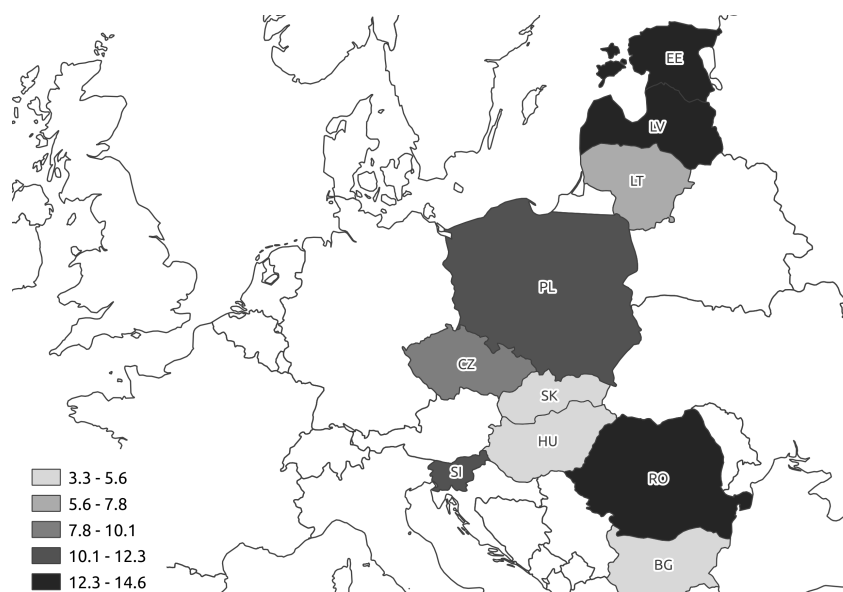 EE
LV
LT
PL
CZ
SK
HU
SI
RO
BG
3.3 - 5.6
5.6 - 7.8
7.8 - 10.1
10.1 - 12.3
12.3 - 14.6